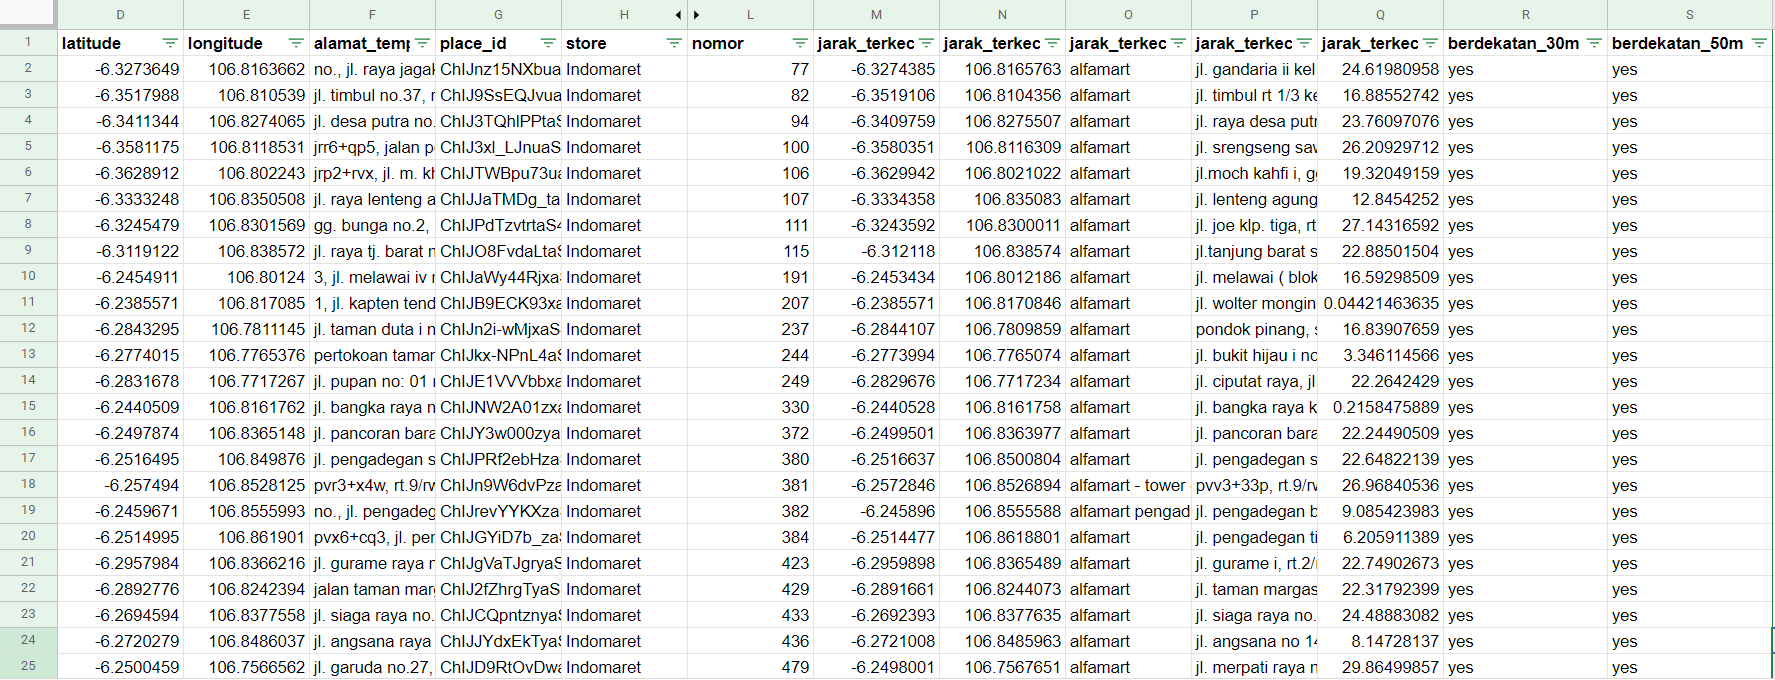 D E F G H L M N O P Q R S
1 latitude longitude alamat_temp place_id store nomor jarak_terkec jarak_terkec jarak_terkec jarak_terkec jarak_terkec berdekatan_30m berdekatan_50m
2 -6.3273649 106.8163662 no., jl. raya jagak ChIJnz15NXbua Indomaret 77 -6.3274385 106.8165763 alfamart jl. gandaria ii kel 24.61980958 yes yes
3 -6.3517988 106.810539 jl. timbul no.37, r ChIJ9SsEQJvua Indomaret 82 -6.3519106 106.8104356 alfamart jl. timbul rt 1/3 ke 16.88552742 yes yes
4 -6.3411344 106.8274065 jl. desa putra no. ChIJ3TQhlPPtaS Indomaret 94 -6.3409759 106.8275507 alfamart jl. raya desa putr 23.76097076 yes yes
5 -6.3581175 106.8118531 jrr6+qp5, jalan p ChIJ3xl_LJnuaS Indomaret 100 -6.3580351 106.8116309 alfamart jl. srengseng sav 26.20929712 yes yes
6 -6.3628912 106.802243 jrp2+rvx, jl. m. kh ChIJTWBpu73ua Indomaret 106 -6.3629942 106.8021022 alfamart jl.moch kahfi i, g 19.32049159 yes yes
7 -6.3333248 106.8350508 jl. raya lenteng a ChIJJaTMDg_ta Indomaret 107 -6.3334358 106.835083 alfamart jl. lenteng agung 12.8454252 yes yes
8 -6.3245479 106.8301569 gg. bunga no.2, ChIJPdTzvtrtaS4 Indomaret 111 -6.3243592 106.8300011 alfamart jl. joe klp. tiga, rt 27.14316592 yes yes
9 -6.3119122 106.838572 jl. raya tj. barat n ChIJO8FvdaLtaS Indomaret 115 -6.312118 106.838574 alfamart jl.tanjung barat s 22.88501504 yes yes
10 -6.2454911 106.80124 3, jl. melawai iv r ChIJaWy44Rjxa Indomaret 191 -6.2453434 106.8012186 alfamart jl. melawai ( blok 16.59298509 yes yes
11 -6.2385571 106.817085 1, jl. kapten tend ChIJB9ECK93xa Indomaret 207 -6.2385571 106.8170846 alfamart jl. wolter mongin 0.04421463635 yes yes
12 -6.2843295 106.7811145 jl. taman duta i n ChIJn2i-wMjxaS Indomaret 237 -6.2844107 106.7809859 alfamart pondok pinang, s 16.83907659 yes yes
13 -6.2774015 106.7765376 pertokoan tamar ChIJkx-NPnL4aS Indomaret 244 -6.2773994 106.7765074 alfamart jl. bukit hijau i no 3.346114566 yes yes
14 -6.2831678 106.7717267 jl. pupan no: 01 r ChIJE1VVVbbxa Indomaret 249 -6.2829676 106.7717234 alfamart jl. ciputat raya, jl. 22.2642429 yes yes
15 -6.2440509 106.8161762 jl. bangka raya n ChIJNW2A01zxa Indomaret 330 -6.2440528 106.8161758 alfamart jl. bangka raya k 0.2158475889 yes yes
16 -6.2497874 106.8365148 jl. pancoran bara ChIJY3w000zya Indomaret 372 -6.2499501 106.8363977 alfamart jl. pancoran bara 22.24490509 yes yes
17 -6.2516495 106.849876 jl. pengadegan s ChIJPRf2ebHza Indomaret 380 -6.2516637 106.8500804 alfamart jl. pengadegan s 22.64822139 yes yes
18 -6.257494 106.8528125 pvr3+x4w, rt.9/rv ChIJn9W6dvPza Indomaret 381 -6.2572846 106.8526894 alfamart - tower pvv3+33p, rt.9/rv 26.96840536 yes yes
19 -6.2459671 106.8555993 no., jl. pengadeg ChIJrevYYKXza Indomaret 382 -6.245896 106.8555588 alfamart pengad jl. pengadegan b 9.085423983 yes yes
20 -6.2514995 106.861901 pvx6+cq3, jl. per ChIJGYiD7b_zaS Indomaret 384 -6.2514477 106.8618801 alfamart jl. pengadegan ti 6.205911389 yes yes
21 -6.2957984 106.8366216 jl. gurame raya n ChIJgVaTJgryaS Indomaret 423 -6.2959898 106.8365489 alfamart jl. gurame i, rt.2/ 22.74902673 yes yes
22 -6.2892776 106.8242394 jalan taman mar ChIJ2fZhrgTyaS Indomaret 429 -6.2891661 106.8244073 alfamart jl. taman margas 22.31792399 yes yes
23 -6.2694594 106.8377558 jl. siaga raya no. ChIJCQpntznyaS Indomaret 433 -6.2692393 106.8377635 alfamart jl. siaga raya no. 24.48883082 yes yes
24 -6.2720279 106.8486037 jl. angsana raya ChIJJYdxEkTyaS Indomaret 436 -6.2721008 106.8485963 alfamart jl. angsana no 14 8.14728137 yes yes
25 -6.2500459 106.7566562 jl. garuda no.27, ChIJD9RtOvDwa Indomaret 479 -6.2498001 106.7567651 alfamart jl. merpati raya n 29.86499857 yes yes